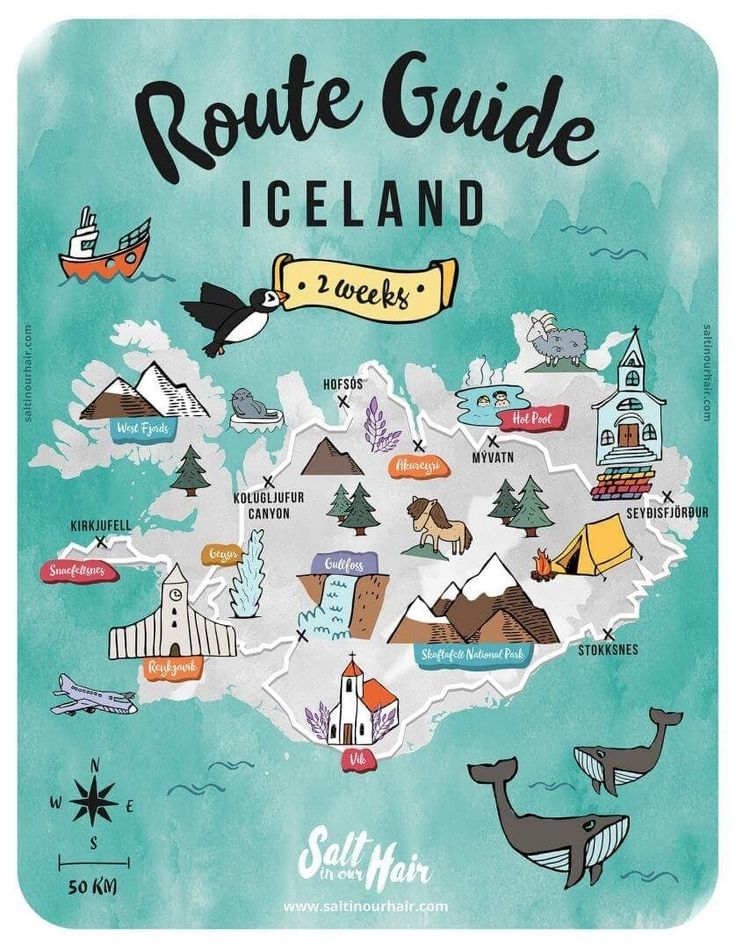 Route Guide
ICELAND
• 2 weeks •
saltinourhair.com
saltinourhair.com
HOFSÓS
West Fjords
Hot Pool
Akureyri
MÝVATN
KOLUGLJUFUR
CANYON
SEYÐISFJÖRÐUR
KIRKJUFELL
Geysir
Gullfoss
Snaefellsnes
STOKKSNES
Skaftafell National Park
Reykjavik
Vik
N
W
E
S
50 KM
Salt
in our Hair
www.saltinourhair.com